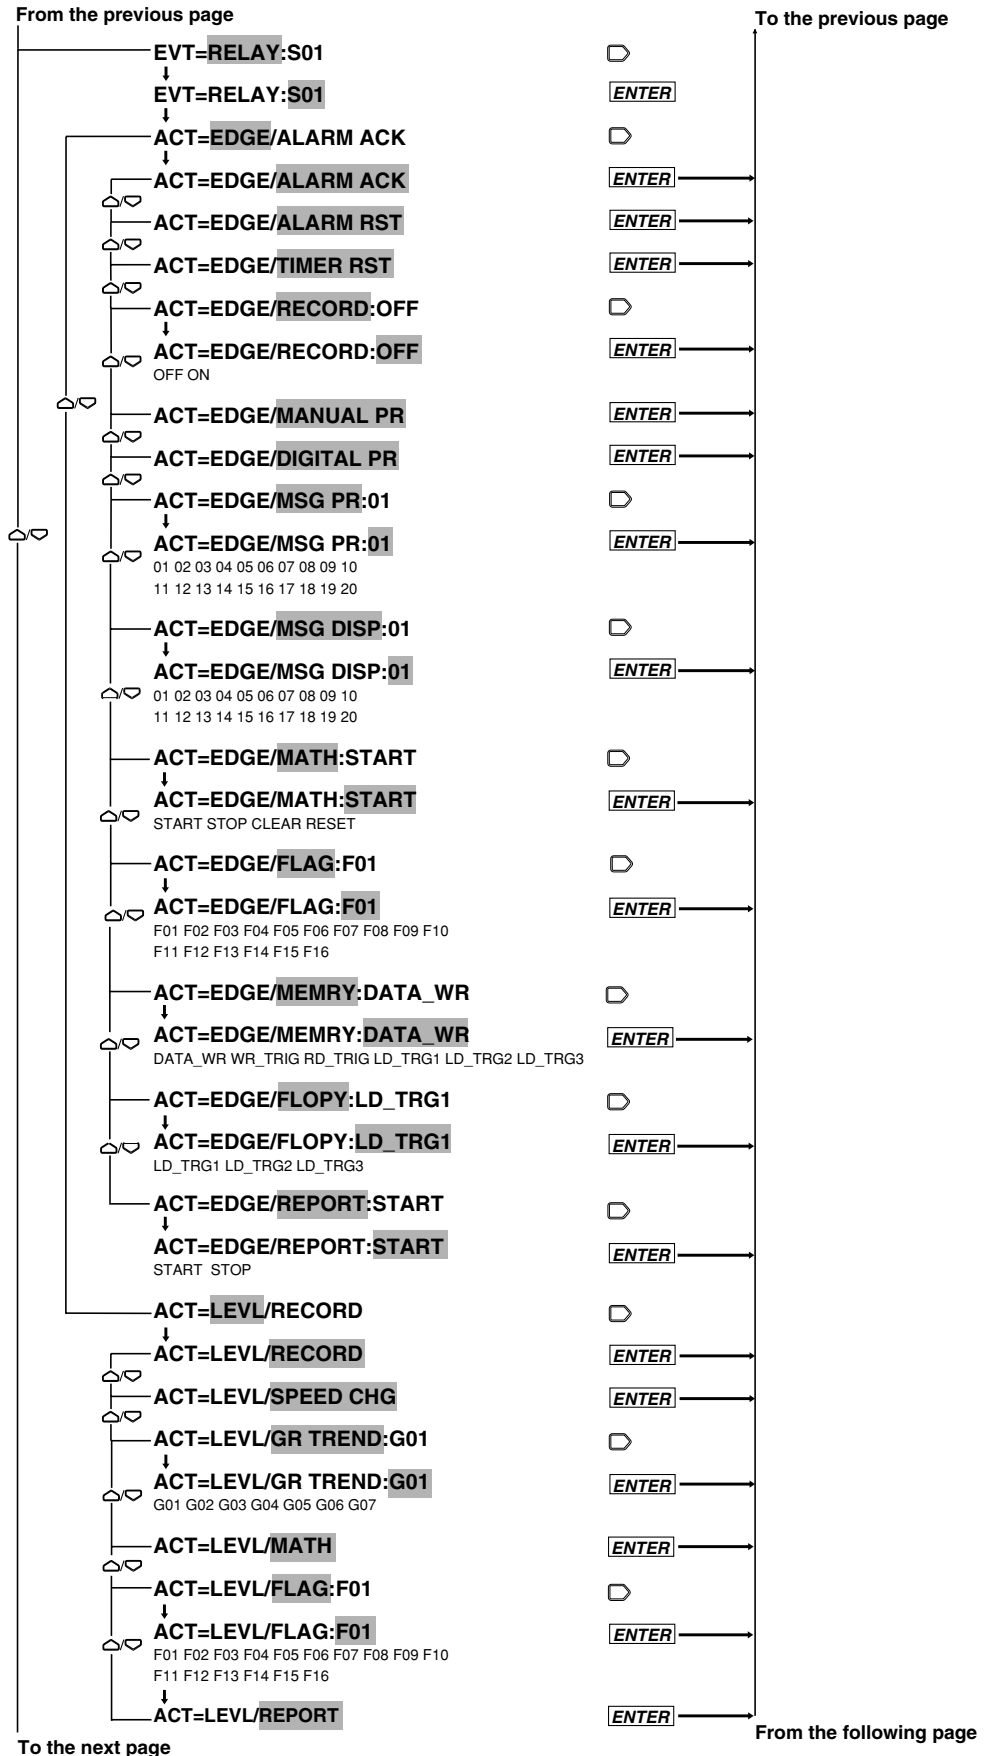 From the previous page
To the previous page
EVT=RELAY:S01
EVT=RELAY:S01 ENTER
ACT=EDGE/ALARM ACK
ACT=EDGE/ALARM ACK ENTER
ACT=EDGE/ALARM RST ENTER
ACT=EDGE/TIMER RST ENTER
ACT=EDGE/RECORD:OFF
ACT=EDGE/RECORD:OFF ENTER
OFF ON
ACT=EDGE/MANUAL PR ENTER
ACT=EDGE/DIGITAL PR ENTER
ACT=EDGE/MSG PR:01
ACT=EDGE/MSG PR:01 ENTER
01 02 03 04 05 06 07 08 09 10
11 12 13 14 15 16 17 18 19 20
ACT=EDGE/MSG DISP:01
ACT=EDGE/MSG DISP:01 ENTER
01 02 03 04 05 06 07 08 09 10
11 12 13 14 15 16 17 18 19 20
ACT=EDGE/MATH:START
ACT=EDGE/MATH:START ENTER
START STOP CLEAR RESET
ACT=EDGE/FLAG:F01
ACT=EDGE/FLAG:F01 ENTER
F01 F02 F03 F04 F05 F06 F07 F08 F09 F10
F11 F12 F13 F14 F15 F16
ACT=EDGE/MEMRY:DATA_WR
ACT=EDGE/MEMRY:DATA_WR ENTER
DATA_WR WR_TRIG RD_TRIG LD_TRG1 LD_TRG2 LD_TRG3
ACT=EDGE/FLOPY:LD_TRG1
ACT=EDGE/FLOPY:LD_TRG1 ENTER
LD_TRG1 LD_TRG2 LD_TRG3
ACT=EDGE/REPORT:START
ACT=EDGE/REPORT:START ENTER
START STOP
ACT=LEVL/RECORD
ACT=LEVL/RECORD ENTER
ACT=LEVL/SPEED CHG ENTER
ACT=LEVL/GR TREND:G01
ACT=LEVL/GR TREND:G01 ENTER
G01 G02 G03 G04 G05 G06 G07
ACT=LEVL/MATH ENTER
ACT=LEVL/FLAG:F01
ACT=LEVL/FLAG:F01 ENTER
F01 F02 F03 F04 F05 F06 F07 F08 F09 F10
F11 F12 F13 F14 F15 F16
ACT=LEVL/REPORT ENTER
From the following page
To the next page